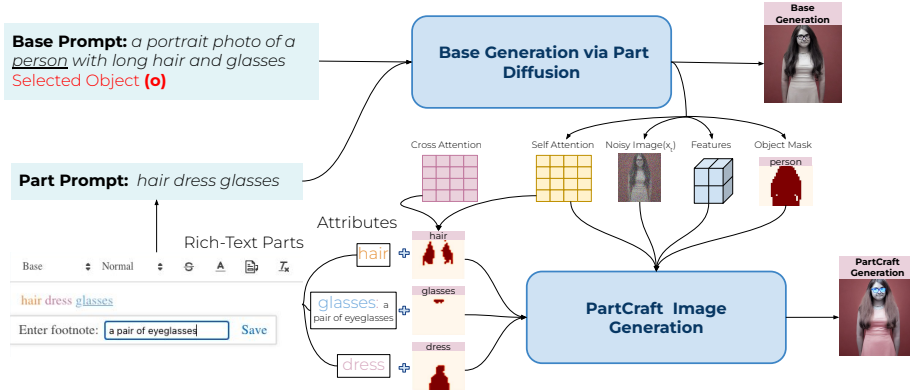 Base Prompt: a portrait photo of a
person with long hair and glasses
Selected Object (o)
Base Generation via Part
Diffusion
Base
Generation
Part Prompt: hair dress glasses
Cross Attention
Self Attention
Noisy Image(xt)
Features
Object Mask
person
Rich-Text Parts
Base
Normal
S
A
Tx
hair dress glasses
Enter footnote: a pair of eyeglasses Save
Attributes
hair
+
hair
glasses: a
pair of eyeglasses
+
glasses
dress
+
dress
PartCraft Image
Generation
PartCraft
Generation